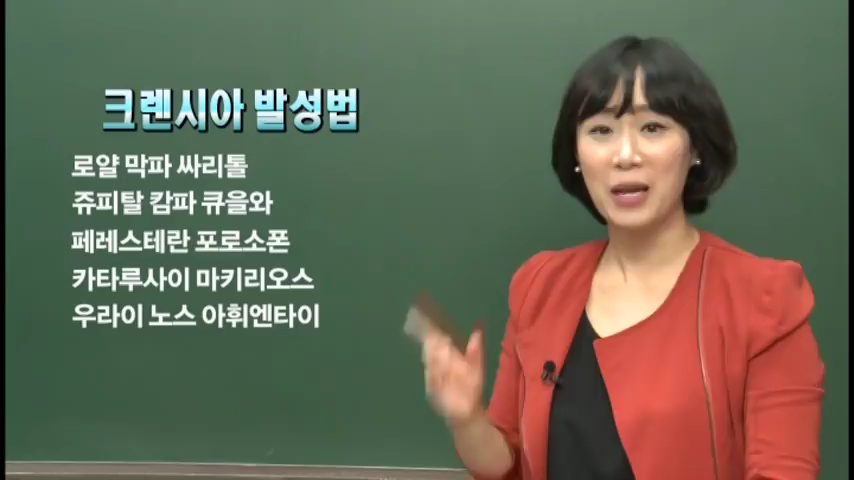 크렌시아 발성법
로얄 막파 싸리톨
쥬피탈 캄파 큐을와
페레스테란 포로소폰
카타루사이 마키리오스
우라이 노스 아휘엔타이